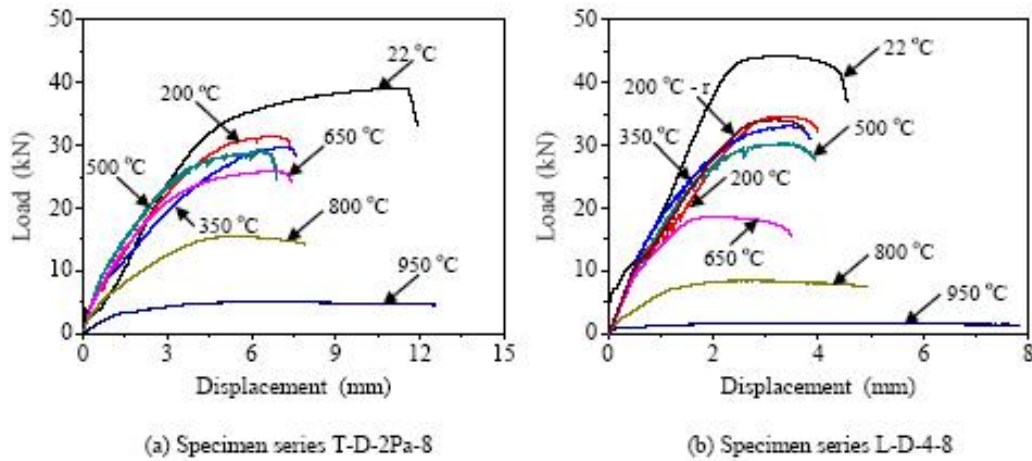 50
40
30
20
10
0
Load (kN)
22 °C
200 °C
650 °C
500 °C
350 °C
800 °C
950 °C
0 3 6 9 12 15
Displacement (mm)
(a) Specimen series T-D-2Pa-8
50
40
30
20
10
0
Load (kN)
22 °C
200 °C - r
350 °C
500 °C
200 °C
650 °C
800 °C
950 °C
0 2 4 6 8
Displacement (mm)
(b) Specimen series L-D-4-8